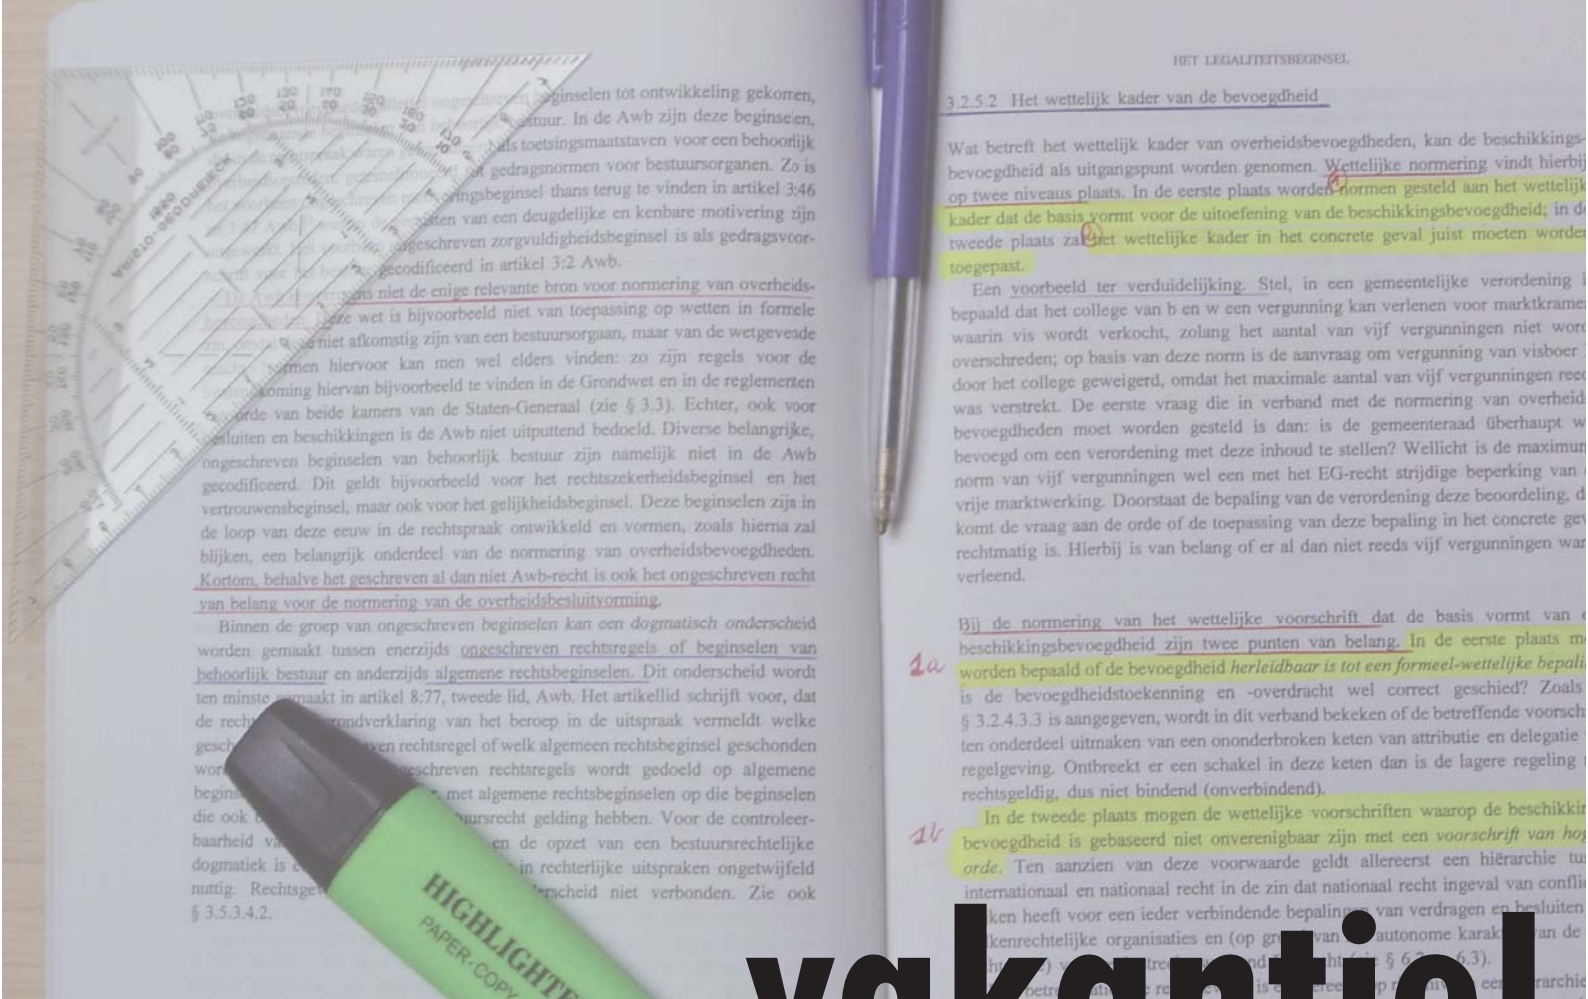 beginselen tot ontwikkeling gekomen,
In de Awb zijn deze beginselen,
als toetsingsmaatstaven voor een behoorlijk
gedragsnormen voor bestuursorganen. Zo is
thans terug te vinden in artikel 3:46
van een deugdelijke en kenbare motivering zijn
ongeschreven zorgvuldigheidsbeginsel is als gedragsvoor-
gecodificeerd in artikel 3:2 Awb.
niet de enige relevante bron voor normering van overheids-
wet is bijvoorbeeld niet van toepassing op wetten in formele
niet afkomstig zijn van een bestuursorgaan, maar van de wetgevende
hiervoor kan men wel elders vinden: zo zijn regels voor de
hiervan bijvoorbeeld te vinden in de Grondwet en in de reglementen
van beide kamers van de Staten-Generaal (zie § 3.3). Echter, ook voor
besluiten en beschikkingen is de Awb niet uitputtend bedoeld. Diverse belangrijke,
ongeschreven beginselen van behoorlijk bestuur zijn namelijk niet in de Awb
gecodificeerd. Dit geldt bijvoorbeeld voor het rechtszekerheidsbeginsel en het
vertrouwensbeginsel, maar ook voor het gelijkheidsbeginsel. Deze beginselen zijn in
de loop van deze eeuw in de rechtspraak ontwikkeld en vormen, zoals hierna zal
blijken, een belangrijk onderdeel van de normering van overheidsbevoegdheden.
Kortom, behalve het geschreven al dan niet Awb-recht is ook het ongeschreven recht
van belang voor de normering van de overheidsbesluitvorming.
Binnen de groep van ongeschreven beginselen kan een dogmatisch onderscheid
worden gemaakt tussen enerzijds ongeschreven rechtsregels of beginselen van
behoorlijk bestuur en anderzijds algemene rechtsbeginselen. Dit onderscheid wordt
ten minste gemaakt in artikel 8:77, tweede lid, Awb. Het artikellid schrijft voor, dat
de van het beroep in de uitspraak vermeldt welke
rechtsregel of welk algemeen rechtsbeginsel geschonden
rechtsregels wordt gedoeld op algemene
met algemene rechtsbeginselen op die beginselen
die ook gelding hebben. Voor de controleer-
baarheid en de opzet van een bestuursrechtelijke
dogmatiek is in rechterlijke uitspraken ongetwijfeld
nuttig. niet verbonden. Zie ook
§ 3.5.3.4.2.
HIGHLIGHTE
PAPER-COPY
HET LEGALITEITSBEGINSEL
3.2.5.2 Het wettelijk kader van de bevoegdheid
Wat betreft het wettelijk kader van overheidsbevoegdheden, kan de beschikkings-
bevoegdheid als uitgangspunt worden genomen. Wettelijke normering vindt hierbij
op twee niveaus plaats. In de eerste plaats worden normen gesteld aan het wettelijk
kader dat de basis vormt voor de uitoefening van de beschikkingsbevoegdheid; in de
tweede plaats zal het wettelijke kader in het concrete geval juist moeten worden
toegepast.
Een voorbeeld ter verduidelijking. Stel, in een gemeentelijke verordening
bepaald dat het college van b en w een vergunning kan verlenen voor marktkramen
waarin vis wordt verkocht, zolang het aantal van vijf vergunningen niet word
overschreden; op basis van deze norm is de aanvraag om vergunning van visboer
door het college geweigerd, omdat het maximale aantal van vijf vergunningen reed
was verstrekt. De eerste vraag die in verband met de normering van overheid
bevoegdheden moet worden gesteld is dan: is de gemeenteraad überhaupt w
bevoegd om een verordening met deze inhoud te stellen? Wellicht is de maximum
norm van vijf vergunningen wel een met het EG-recht strijdige beperking van
vrije marktwerking. Doorstaat de bepaling van de verordening deze beoordeling, d
komt de vraag aan de orde of de toepassing van deze bepaling in het concrete gev
rechtmatig is. Hierbij is van belang of er al dan niet reeds vijf vergunningen war
verleend.
Bij de normering van het wettelijke voorschrift dat de basis vormt van
beschikkingsbevoegdheid zijn twee punten van belang. In de eerste plaats m
1a worden bepaald of de bevoegdheid herleidbaar is tot een formeel-wettelijke bepali
is de bevoegdheidstoekenning en -overdracht wel correct geschied? Zoals
§ 3.2.4.3.3 is aangegeven, wordt in dit verband bekeken of de betreffende voorsch
ten onderdeel uitmaken van een ononderbroken keten van attributie en delegatie
regelgeving. Ontbreekt er een schakel in deze keten dan is de lagere regeling
rechtsgeldig, dus niet bindend (onverbindend).
In de tweede plaats mogen de wettelijke voorschriften waarop de beschikkin
1b bevoegdheid is gebaseerd niet onverenigbaar zijn met een voorschrift van hog
orde. Ten aanzien van deze voorwaarde geldt allereerst een hiërarchie tus
internationaal en nationaal recht in de zin dat nationaal recht ingeval van conflic
heeft voor een ieder verbindende bepalingen van verdragen en besluiten
organisaties en (op van autonome van de
vakantie!